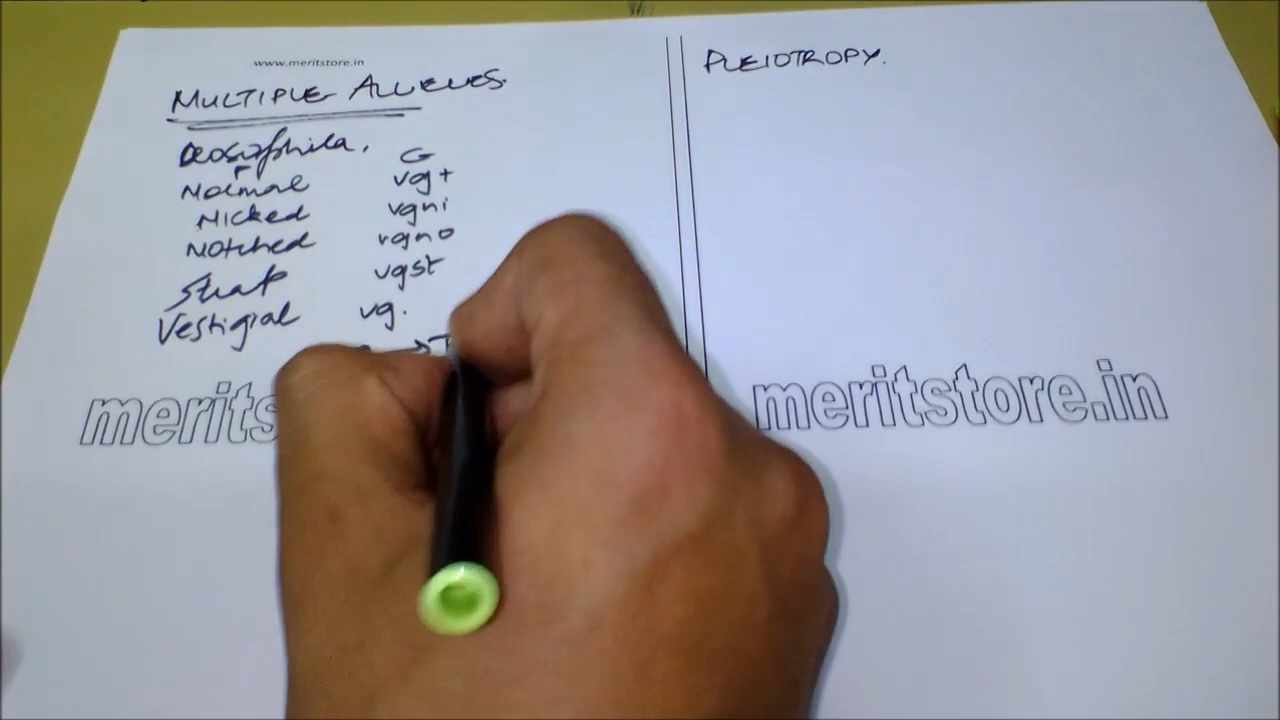 www.meritstore.in
MULTIPLE ALLELES.
Drosophila, G
Normal vg+
Nicked vgni
Notched vgno
Strap vgst
Vestigial vg.
merits
PLEIOTROPY.
meritstore.in